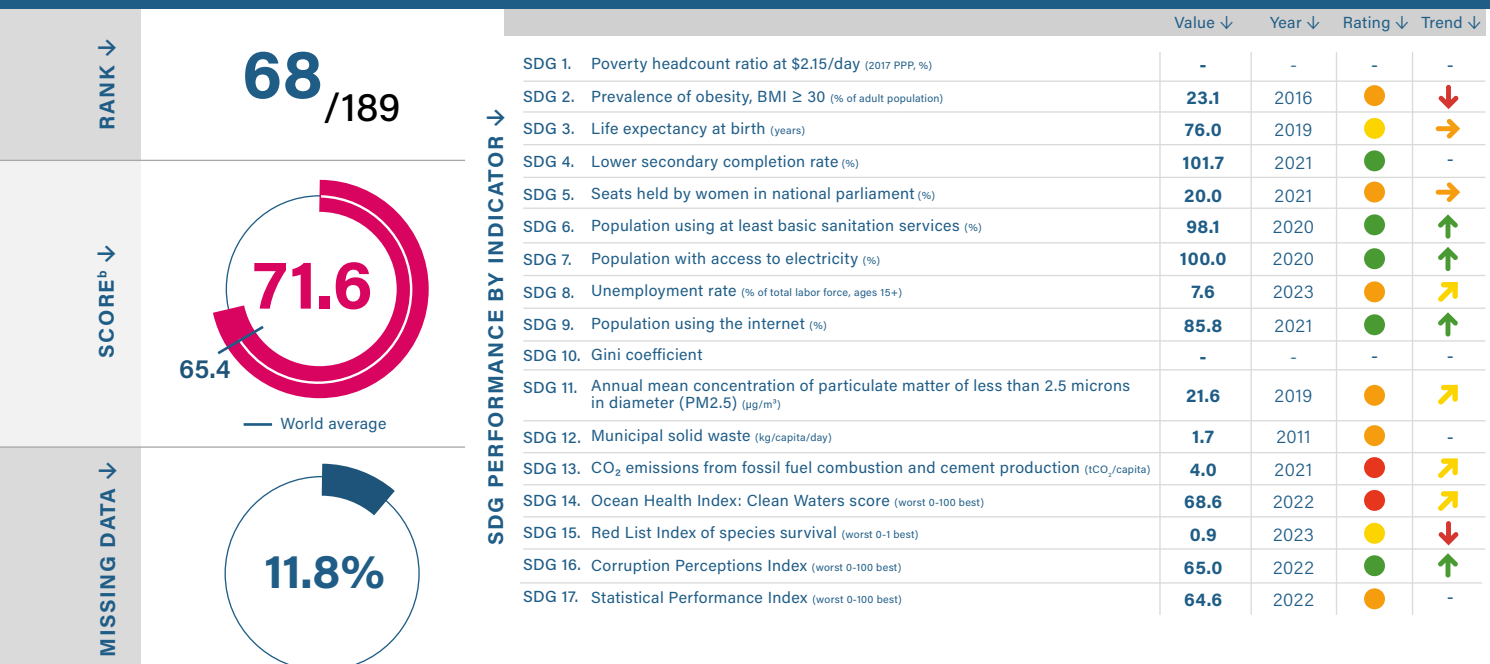 RANK →
68/189
SCOREᵇ →
71.6
65.4
World average
MISSING DATA →
11.8%
SDG PERFORMANCE BY INDICATOR →
Value ↓ Year ↓ Rating ↓ Trend ↓
SDG 1. Poverty headcount ratio at $2.15/day (2017 PPP, %) - - - -
SDG 2. Prevalence of obesity, BMI ≥ 30 (% of adult population) 23.1 2016 ↓
SDG 3. Life expectancy at birth (years) 76.0 2019 →
SDG 4. Lower secondary completion rate (%) 101.7 2021 -
SDG 5. Seats held by women in national parliament (%) 20.0 2021 →
SDG 6. Population using at least basic sanitation services (%) 98.1 2020 ↑
SDG 7. Population with access to electricity (%) 100.0 2020 ↑
SDG 8. Unemployment rate (% of total labor force, ages 15+) 7.6 2023 ↗
SDG 9. Population using the internet (%) 85.8 2021 ↑
SDG 10. Gini coefficient - - - -
SDG 11. Annual mean concentration of particulate matter of less than 2.5 microns
in diameter (PM2.5) (µg/m³) 21.6 2019 ↗
SDG 12. Municipal solid waste (kg/capita/day) 1.7 2011 -
SDG 13. CO₂ emissions from fossil fuel combustion and cement production (tCO₂/capita) 4.0 2021 ↗
SDG 14. Ocean Health Index: Clean Waters score (worst 0-100 best) 68.6 2022 ↗
SDG 15. Red List Index of species survival (worst 0-1 best) 0.9 2023 ↓
SDG 16. Corruption Perceptions Index (worst 0-100 best) 65.0 2022 ↑
SDG 17. Statistical Performance Index (worst 0-100 best) 64.6 2022 -